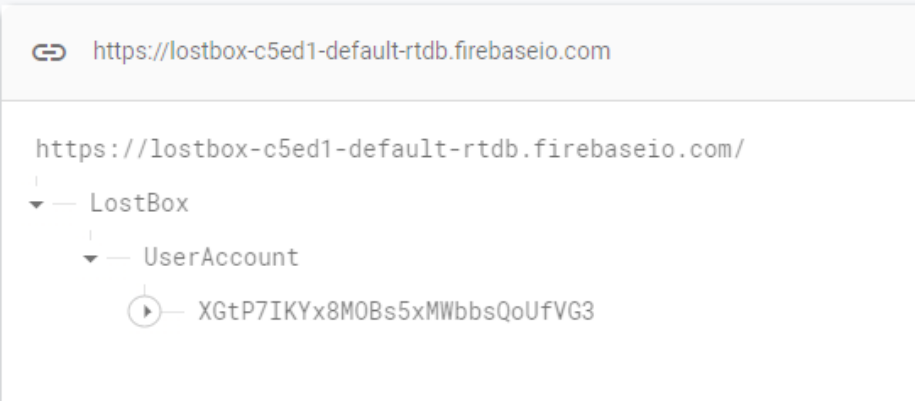 https://lostbox-c5ed1-default-rtdb.firebaseio.com
https://lostbox-c5ed1-default-rtdb.firebaseio.com/
LostBox
UserAccount
XGtP7IKYx8MOBs5xMWbbsQoUfVG3